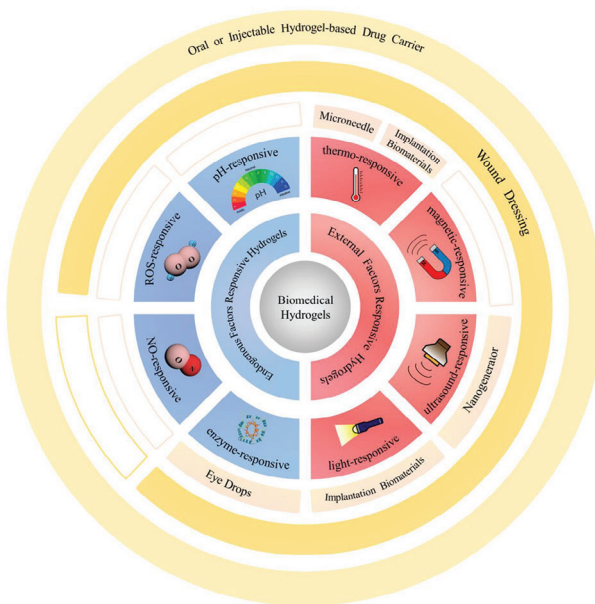 Oral or Injectable Hydrogel-based Drug Carrier
Wound Dressing
Microneedle
Implantation
Biomaterials
pH-responsive
thermo-responsive
pH
ROS-responsive
magnetic-responsive
O
O
Endogenous Factors Responsive Hydrogels
External Factors Responsive Hydrogels
Biomedical
Hydrogels
NO-responsive
ultrasound-responsive
Nanogenerator
enzyme-responsive
light-responsive
Eye Drops
Implantation Biomaterials